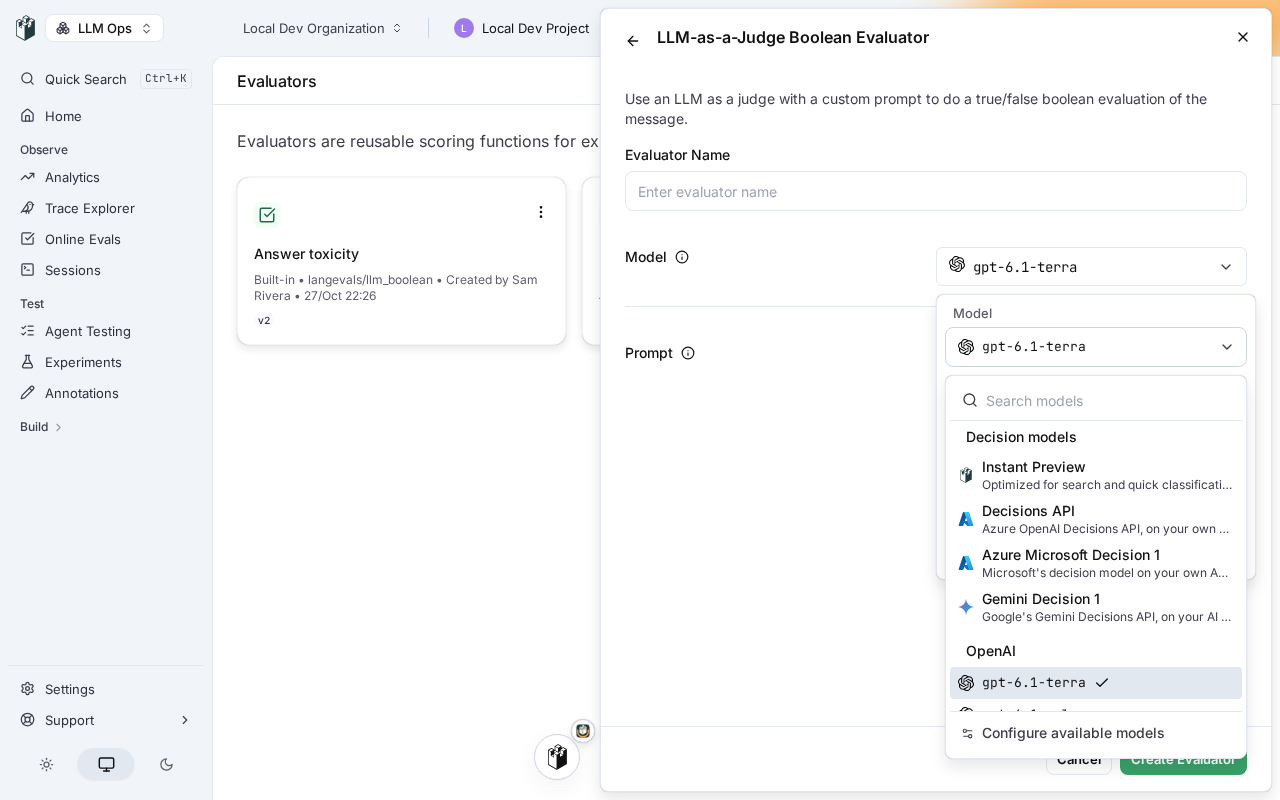 LLM Ops
Local Dev Organization
L
Local Dev Project
Quick Search
Ctrl+K
Home
Observe
Analytics
Trace Explorer
Online Evals
Sessions
Test
Agent Testing
Experiments
Annotations
Build
Settings
Support
Evaluators
Evaluators are reusable scoring functions for ex
Answer toxicity
Built-in • langevals/llm_boolean • Created by Sam
Rivera • 27/Oct 22:26
v2
LLM-as-a-Judge Boolean Evaluator
Use an LLM as a judge with a custom prompt to do a true/false boolean evaluation of the
message.
Evaluator Name
Enter evaluator name
Model
gpt-6.1-terra
Prompt
Model
gpt-6.1-terra
Search models
Decision models
Instant Preview
Optimized for search and quick classificati...
Decisions API
Azure OpenAI Decisions API, on your own ...
Azure Microsoft Decision 1
Microsoft's decision model on your own A...
Gemini Decision 1
Google's Gemini Decisions API, on your AI ...
OpenAI
gpt-6.1-terra
Configure available models
Cancel
Create Evaluator